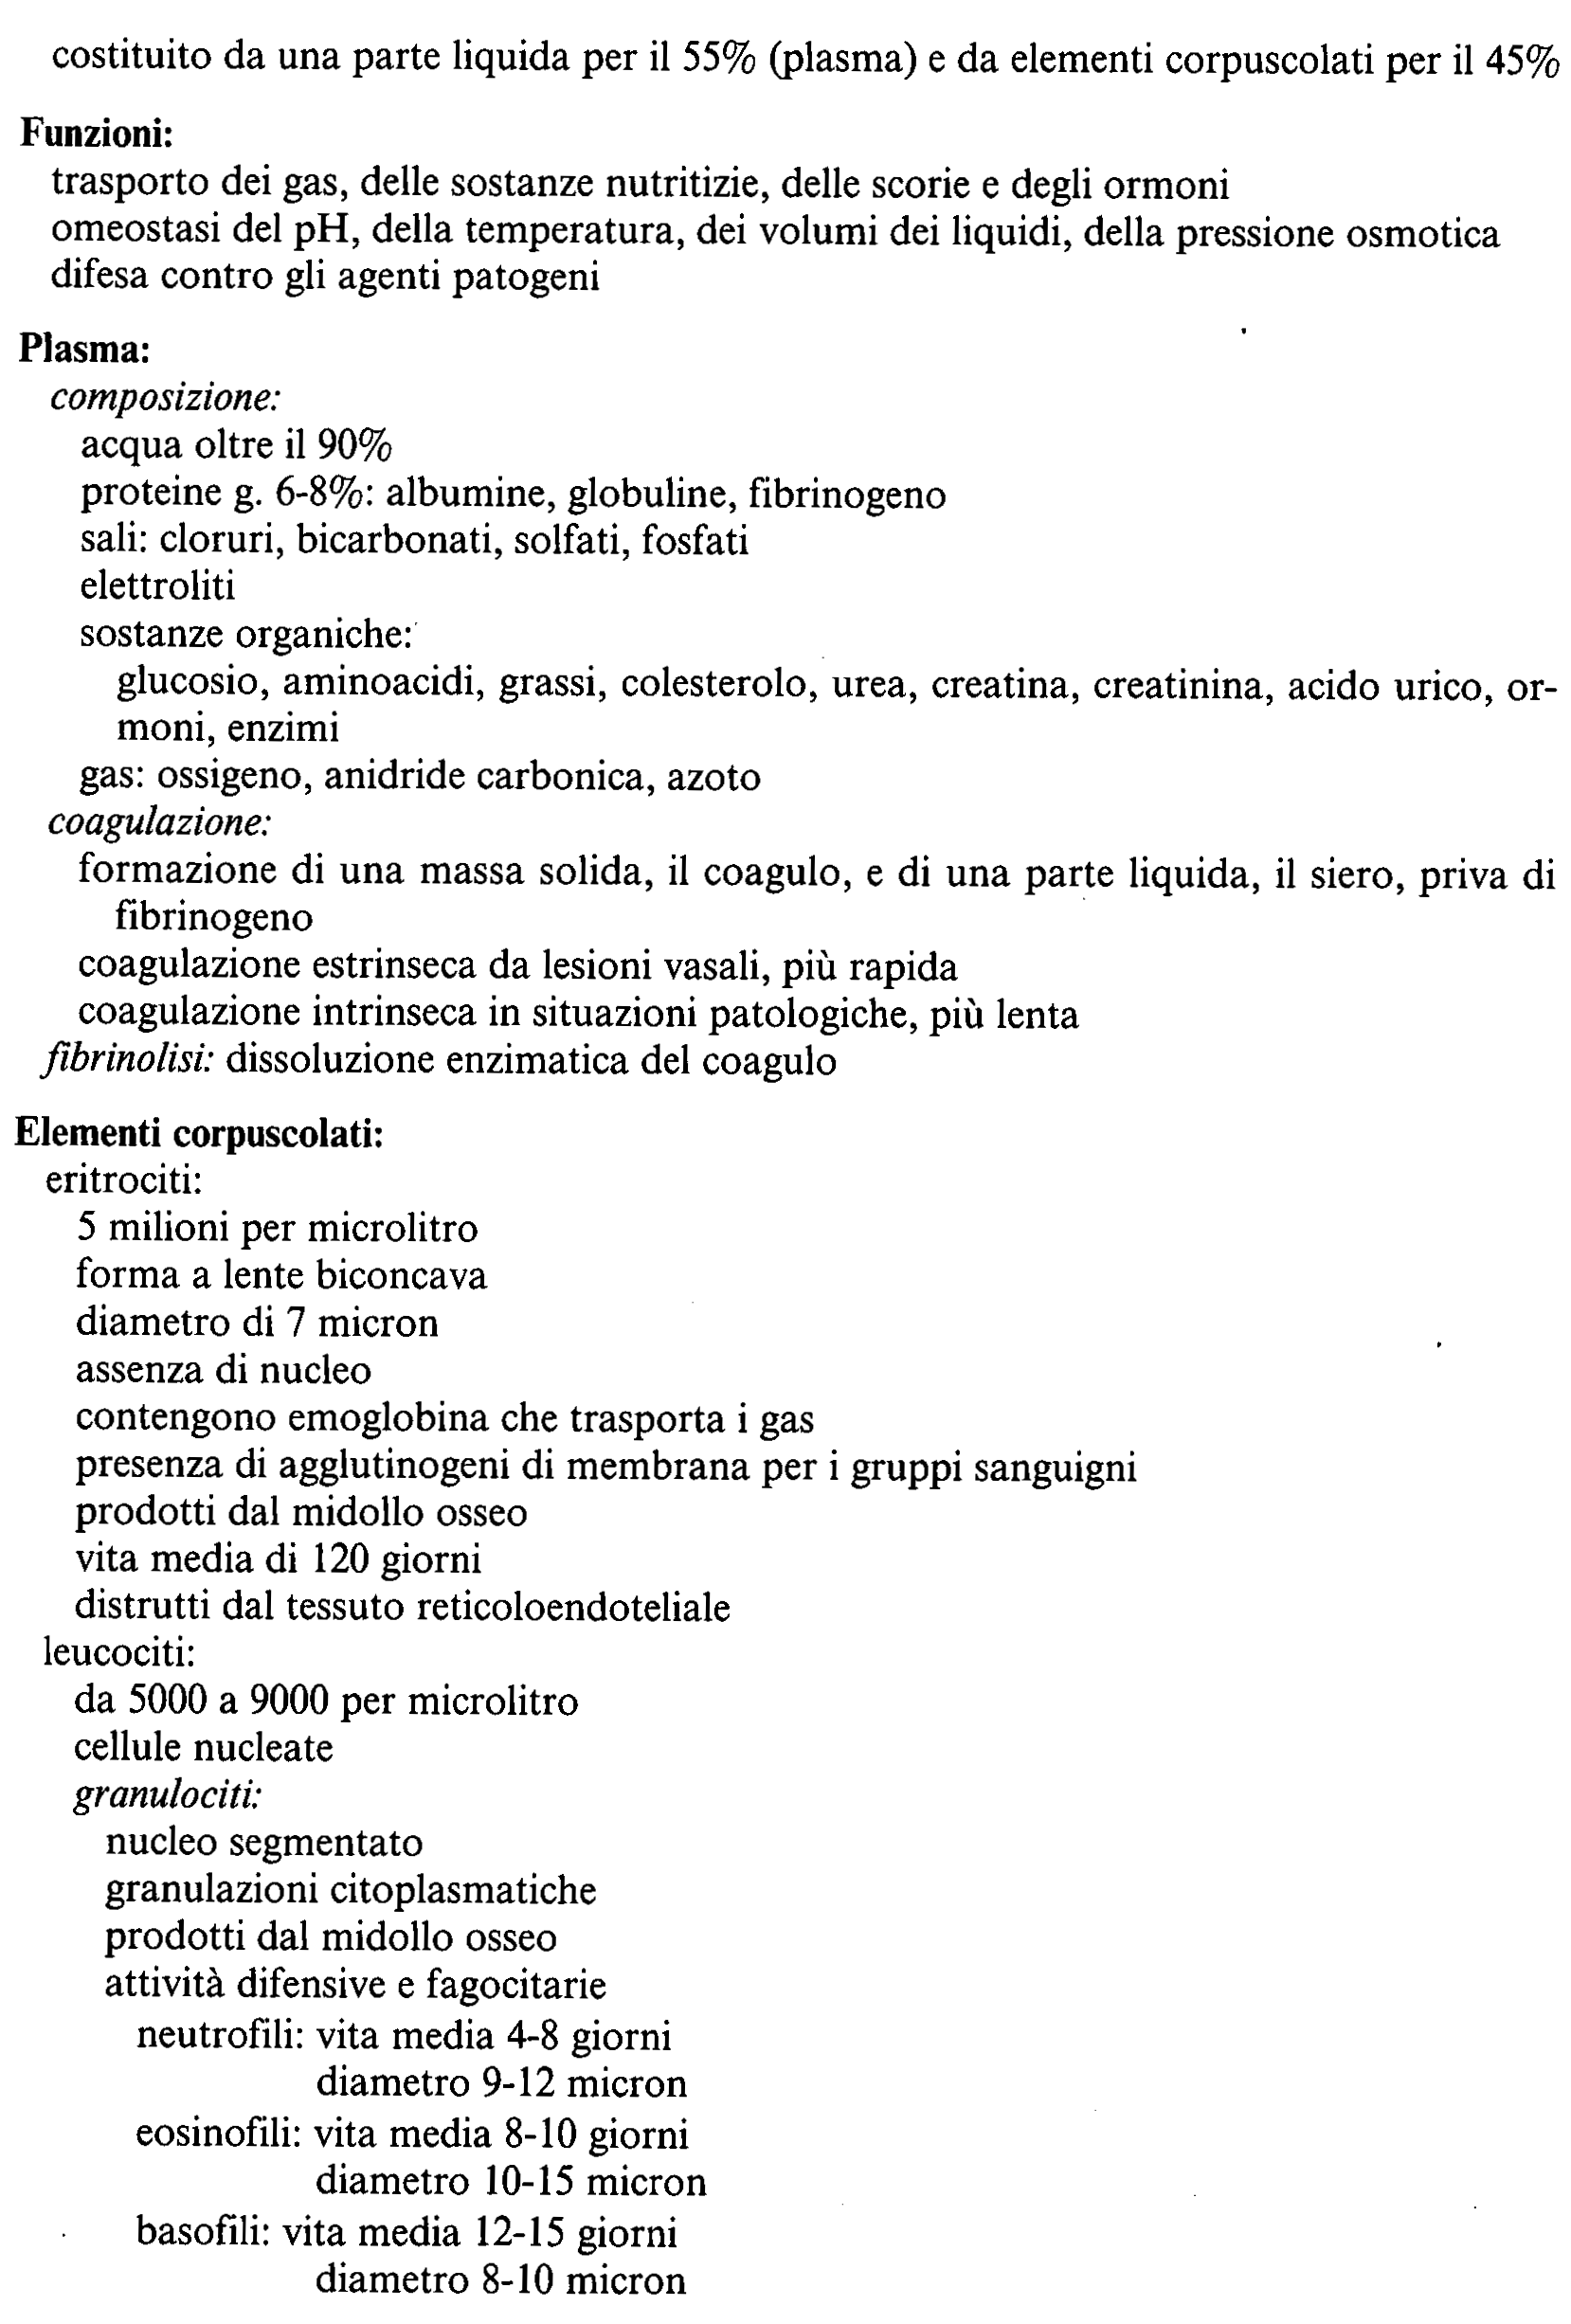 costituito da una parte liquida per il 55% (plasma) e da elementi corpuscolati per il 45%
Funzioni:
trasporto dei gas, delle sostanze nutritizie, delle scorie e degli ormoni
omeostasi del pH, della temperatura, dei volumi dei liquidi, della pressione osmotica
difesa contro gli agenti patogeni
Plasma:
composizione:
acqua oltre il 90%
proteine g. 6-8%: albumine, globuline, fibrinogeno
sali: cloruri, bicarbonati, solfati, fosfati
elettroliti
sostanze organiche:
glucosio, aminoacidi, grassi, colesterolo, urea, creatina, creatinina, acido urico, or-
moni, enzimi
gas: ossigeno, anidride carbonica, azoto
coagulazione:
formazione di una massa solida, il coagulo, e di una parte liquida, il siero, priva di
fibrinogeno
coagulazione estrinseca da lesioni vasali, più rapida
coagulazione intrinseca in situazioni patologiche, più lenta
fibrinolisi: dissoluzione enzimatica del coagulo
Elementi corpuscolati:
eritrociti:
5 milioni per microlitro
forma a lente biconcava
diametro di 7 micron
assenza di nucleo
contengono emoglobina che trasporta i gas
presenza di agglutinogeni di membrana per i gruppi sanguigni
prodotti dal midollo osseo
vita media di 120 giorni
distrutti dal tessuto reticoloendoteliale
leucociti:
da 5000 a 9000 per microlitro
cellule nucleate
granulociti:
nucleo segmentato
granulazioni citoplasmatiche
prodotti dal midollo osseo
attività difensive e fagocitarie
neutrofili: vita media 4-8 giorni
diametro 9-12 micron
eosinofili: vita media 8-10 giorni
diametro 10-15 micron
basofili: vita media 12-15 giorni
diametro 8-10 micron